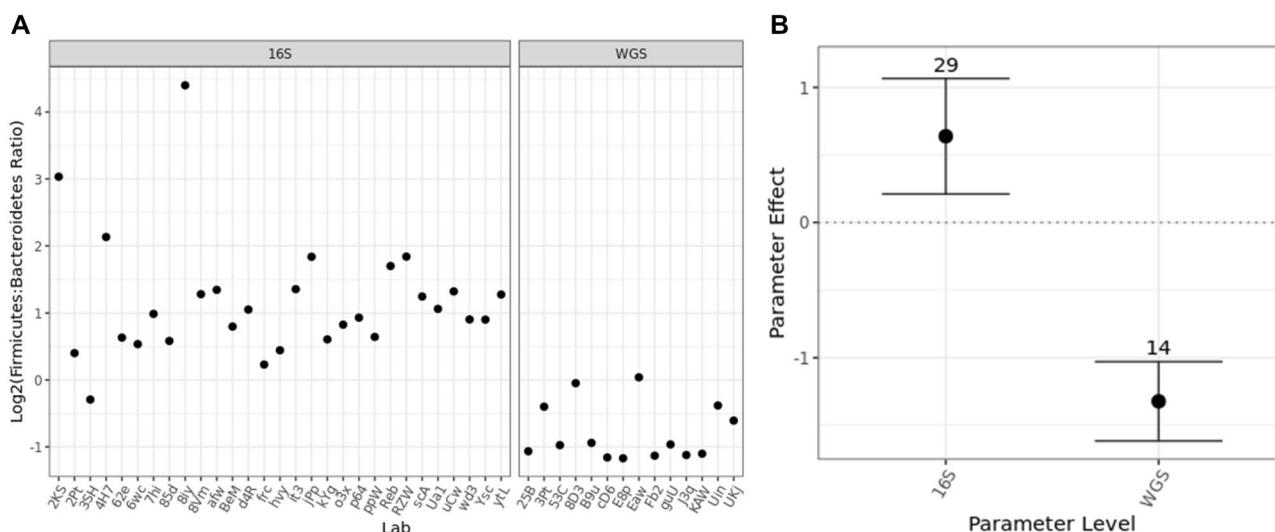 A
16S
WGS
Log2(Firmicutes:Bacteroidetes Ratio)
4
3
2
1
0
-1
2KS 2Pt 3SH 4H7 62e 6wc 7hi 85d 8iy 8Vm afw BeM d4R frc hvy it3 JPp kYg o3x p64 ppW Reb RZW scA Ua1 uCw wd3 Ysc ytL
25B 3Pt 53C 8D3 B9u cD6 E8p Eaw Fb2 guU J3q KAW Uin UKj
Lab
B
Parameter Effect
1
0
-1
29
14
16S WGS
Parameter Level